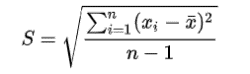 S = √(∑ᵢ₌₁ⁿ (xᵢ − x̄)² / (n − 1))